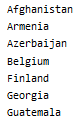 Afghanistan
Armenia
Azerbaijan
Belgium
Finland
Georgia
Guatemala